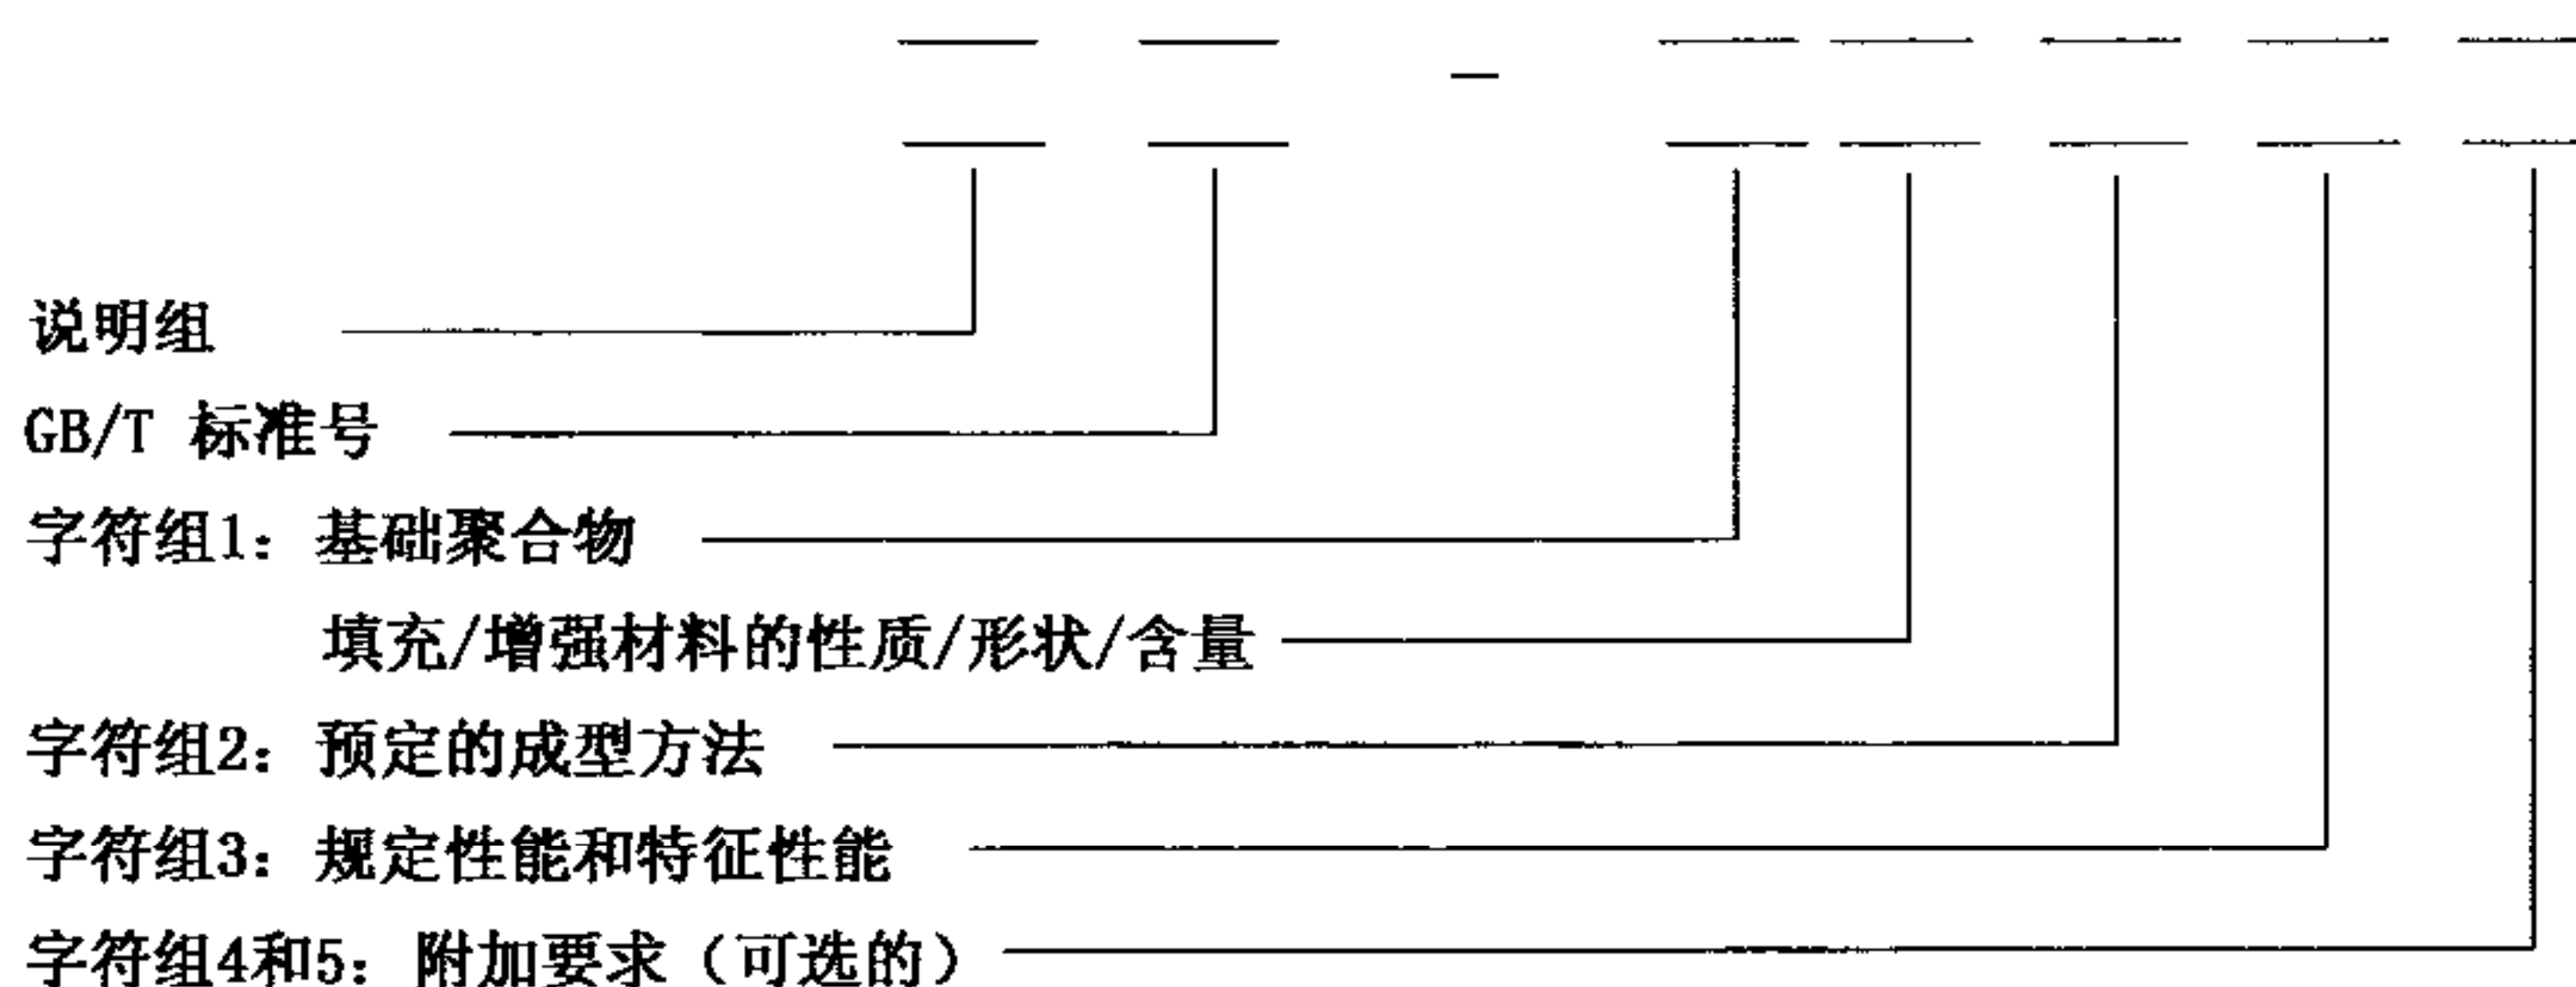 说明组
GB/T 标准号
字符组1：基础聚合物
填充/增强材料的性质/形状/含量
字符组2：预定的成型方法
字符组3：规定性能和特征性能
字符组4和5：附加要求（可选的）